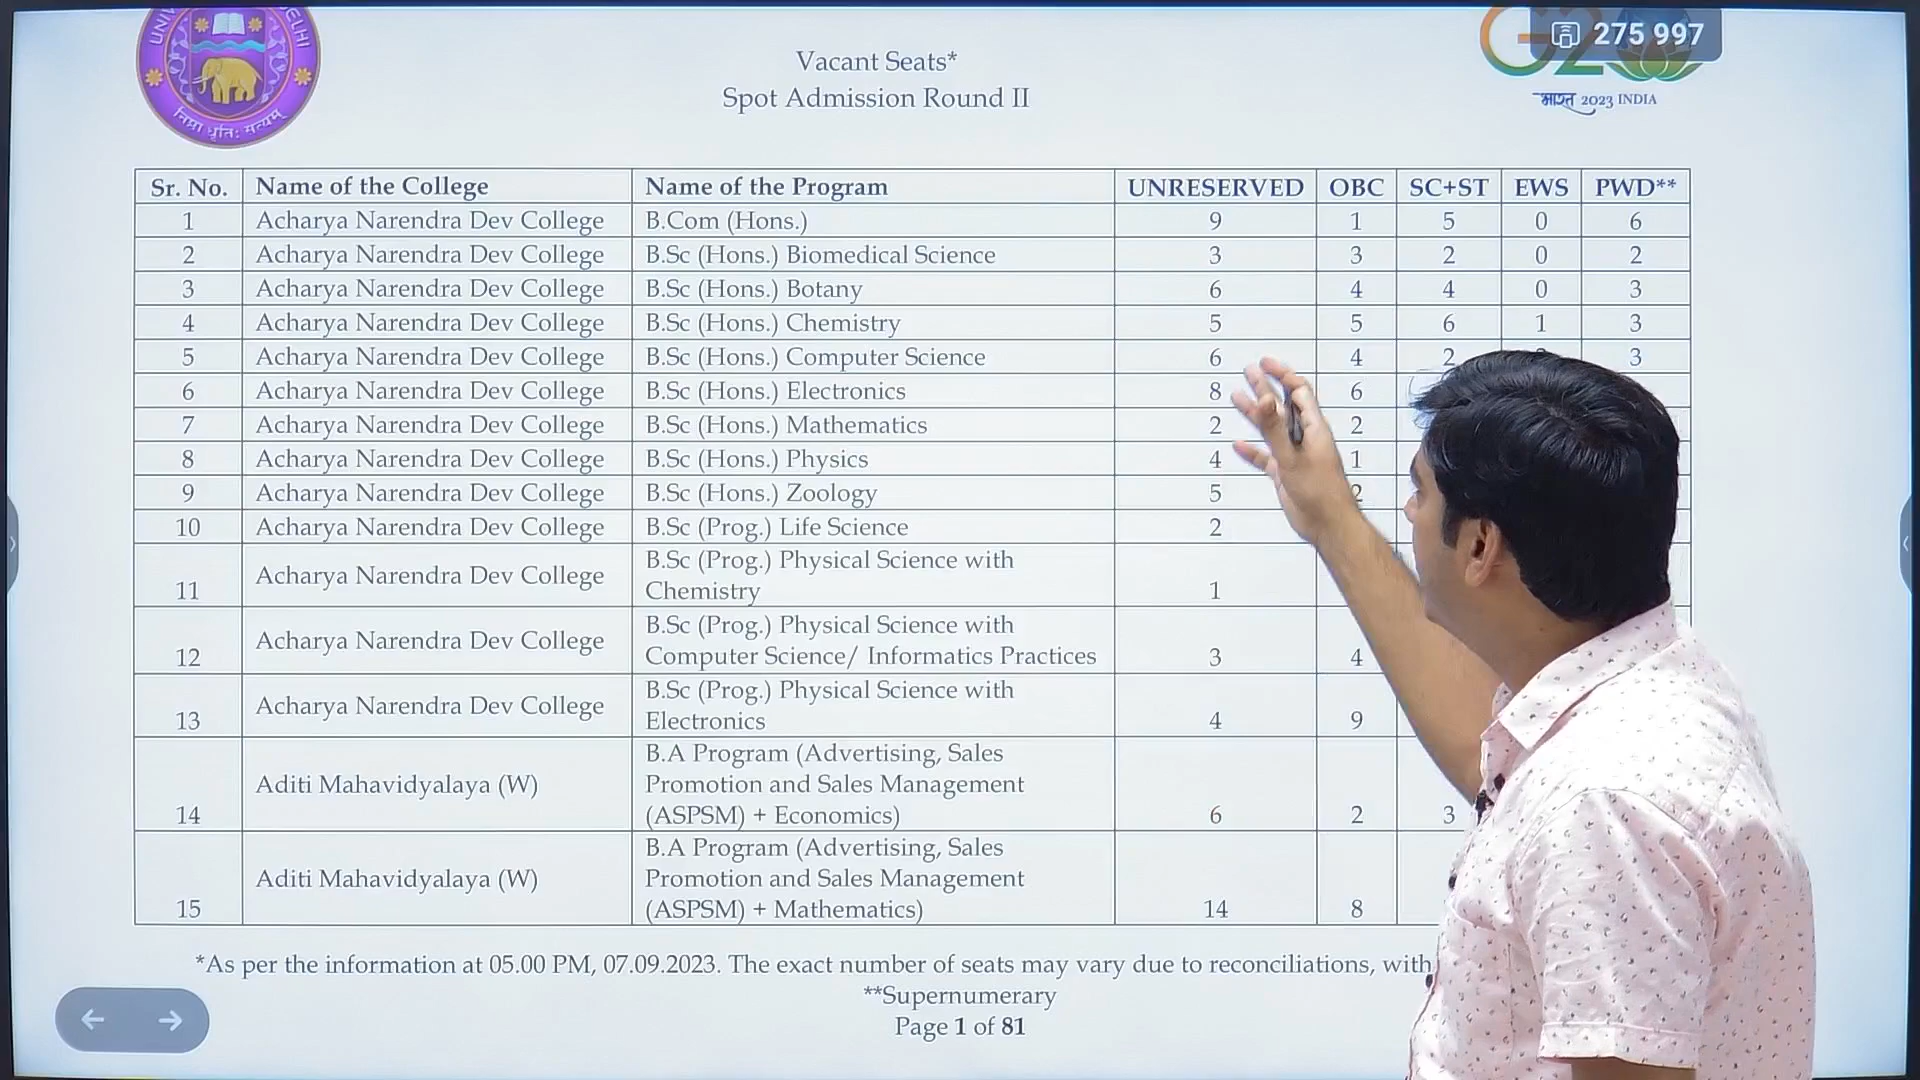 275 997
Vacant Seats*
Spot Admission Round II
भारत 2023 INDIA
निष्ठा धृति: सत्यम्
Sr. No. Name of the College Name of the Program UNRESERVED OBC SC+ST EWS PWD**
1 Acharya Narendra Dev College B.Com (Hons.) 9 1 5 0 6
2 Acharya Narendra Dev College B.Sc (Hons.) Biomedical Science 3 3 2 0 2
3 Acharya Narendra Dev College B.Sc (Hons.) Botany 6 4 4 0 3
4 Acharya Narendra Dev College B.Sc (Hons.) Chemistry 5 5 6 1 3
5 Acharya Narendra Dev College B.Sc (Hons.) Computer Science 6 4 2 3
6 Acharya Narendra Dev College B.Sc (Hons.) Electronics 8 6
7 Acharya Narendra Dev College B.Sc (Hons.) Mathematics 2 2
8 Acharya Narendra Dev College B.Sc (Hons.) Physics 4 1
9 Acharya Narendra Dev College B.Sc (Hons.) Zoology 5 2
10 Acharya Narendra Dev College B.Sc (Prog.) Life Science 2
B.Sc (Prog.) Physical Science with
11 Acharya Narendra Dev College Chemistry 1
B.Sc (Prog.) Physical Science with
12 Acharya Narendra Dev College Computer Science/ Informatics Practices 3 4
B.Sc (Prog.) Physical Science with
13 Acharya Narendra Dev College Electronics 4 9
B.A Program (Advertising, Sales
Aditi Mahavidyalaya (W) Promotion and Sales Management
14 (ASPSM) + Economics) 6 2 3
B.A Program (Advertising, Sales
Aditi Mahavidyalaya (W) Promotion and Sales Management
15 (ASPSM) + Mathematics) 14 8
*As per the information at 05.00 PM, 07.09.2023. The exact number of seats may vary due to reconciliations, with
**Supernumerary
Page 1 of 81